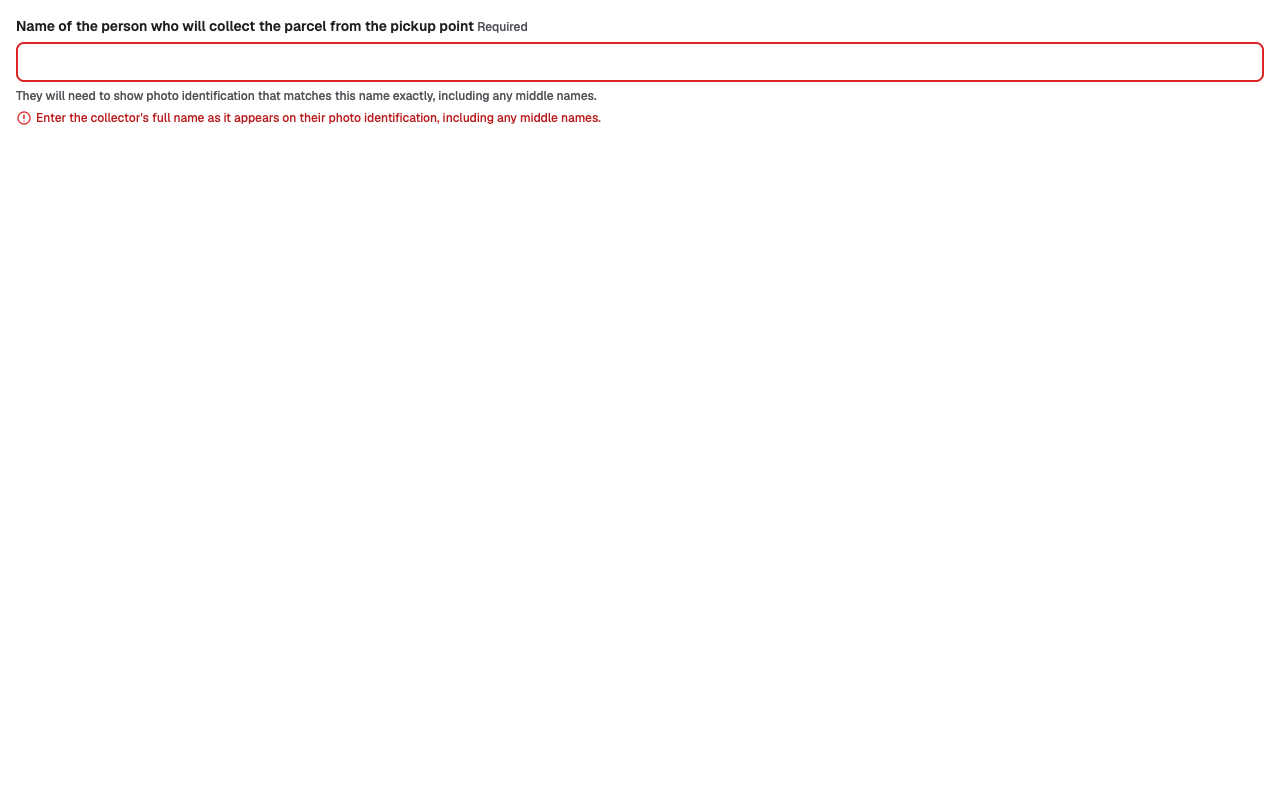 Name of the person who will collect the parcel from the pickup point Required
They will need to show photo identification that matches this name exactly, including any middle names.
Enter the collector's full name as it appears on their photo identification, including any middle names.